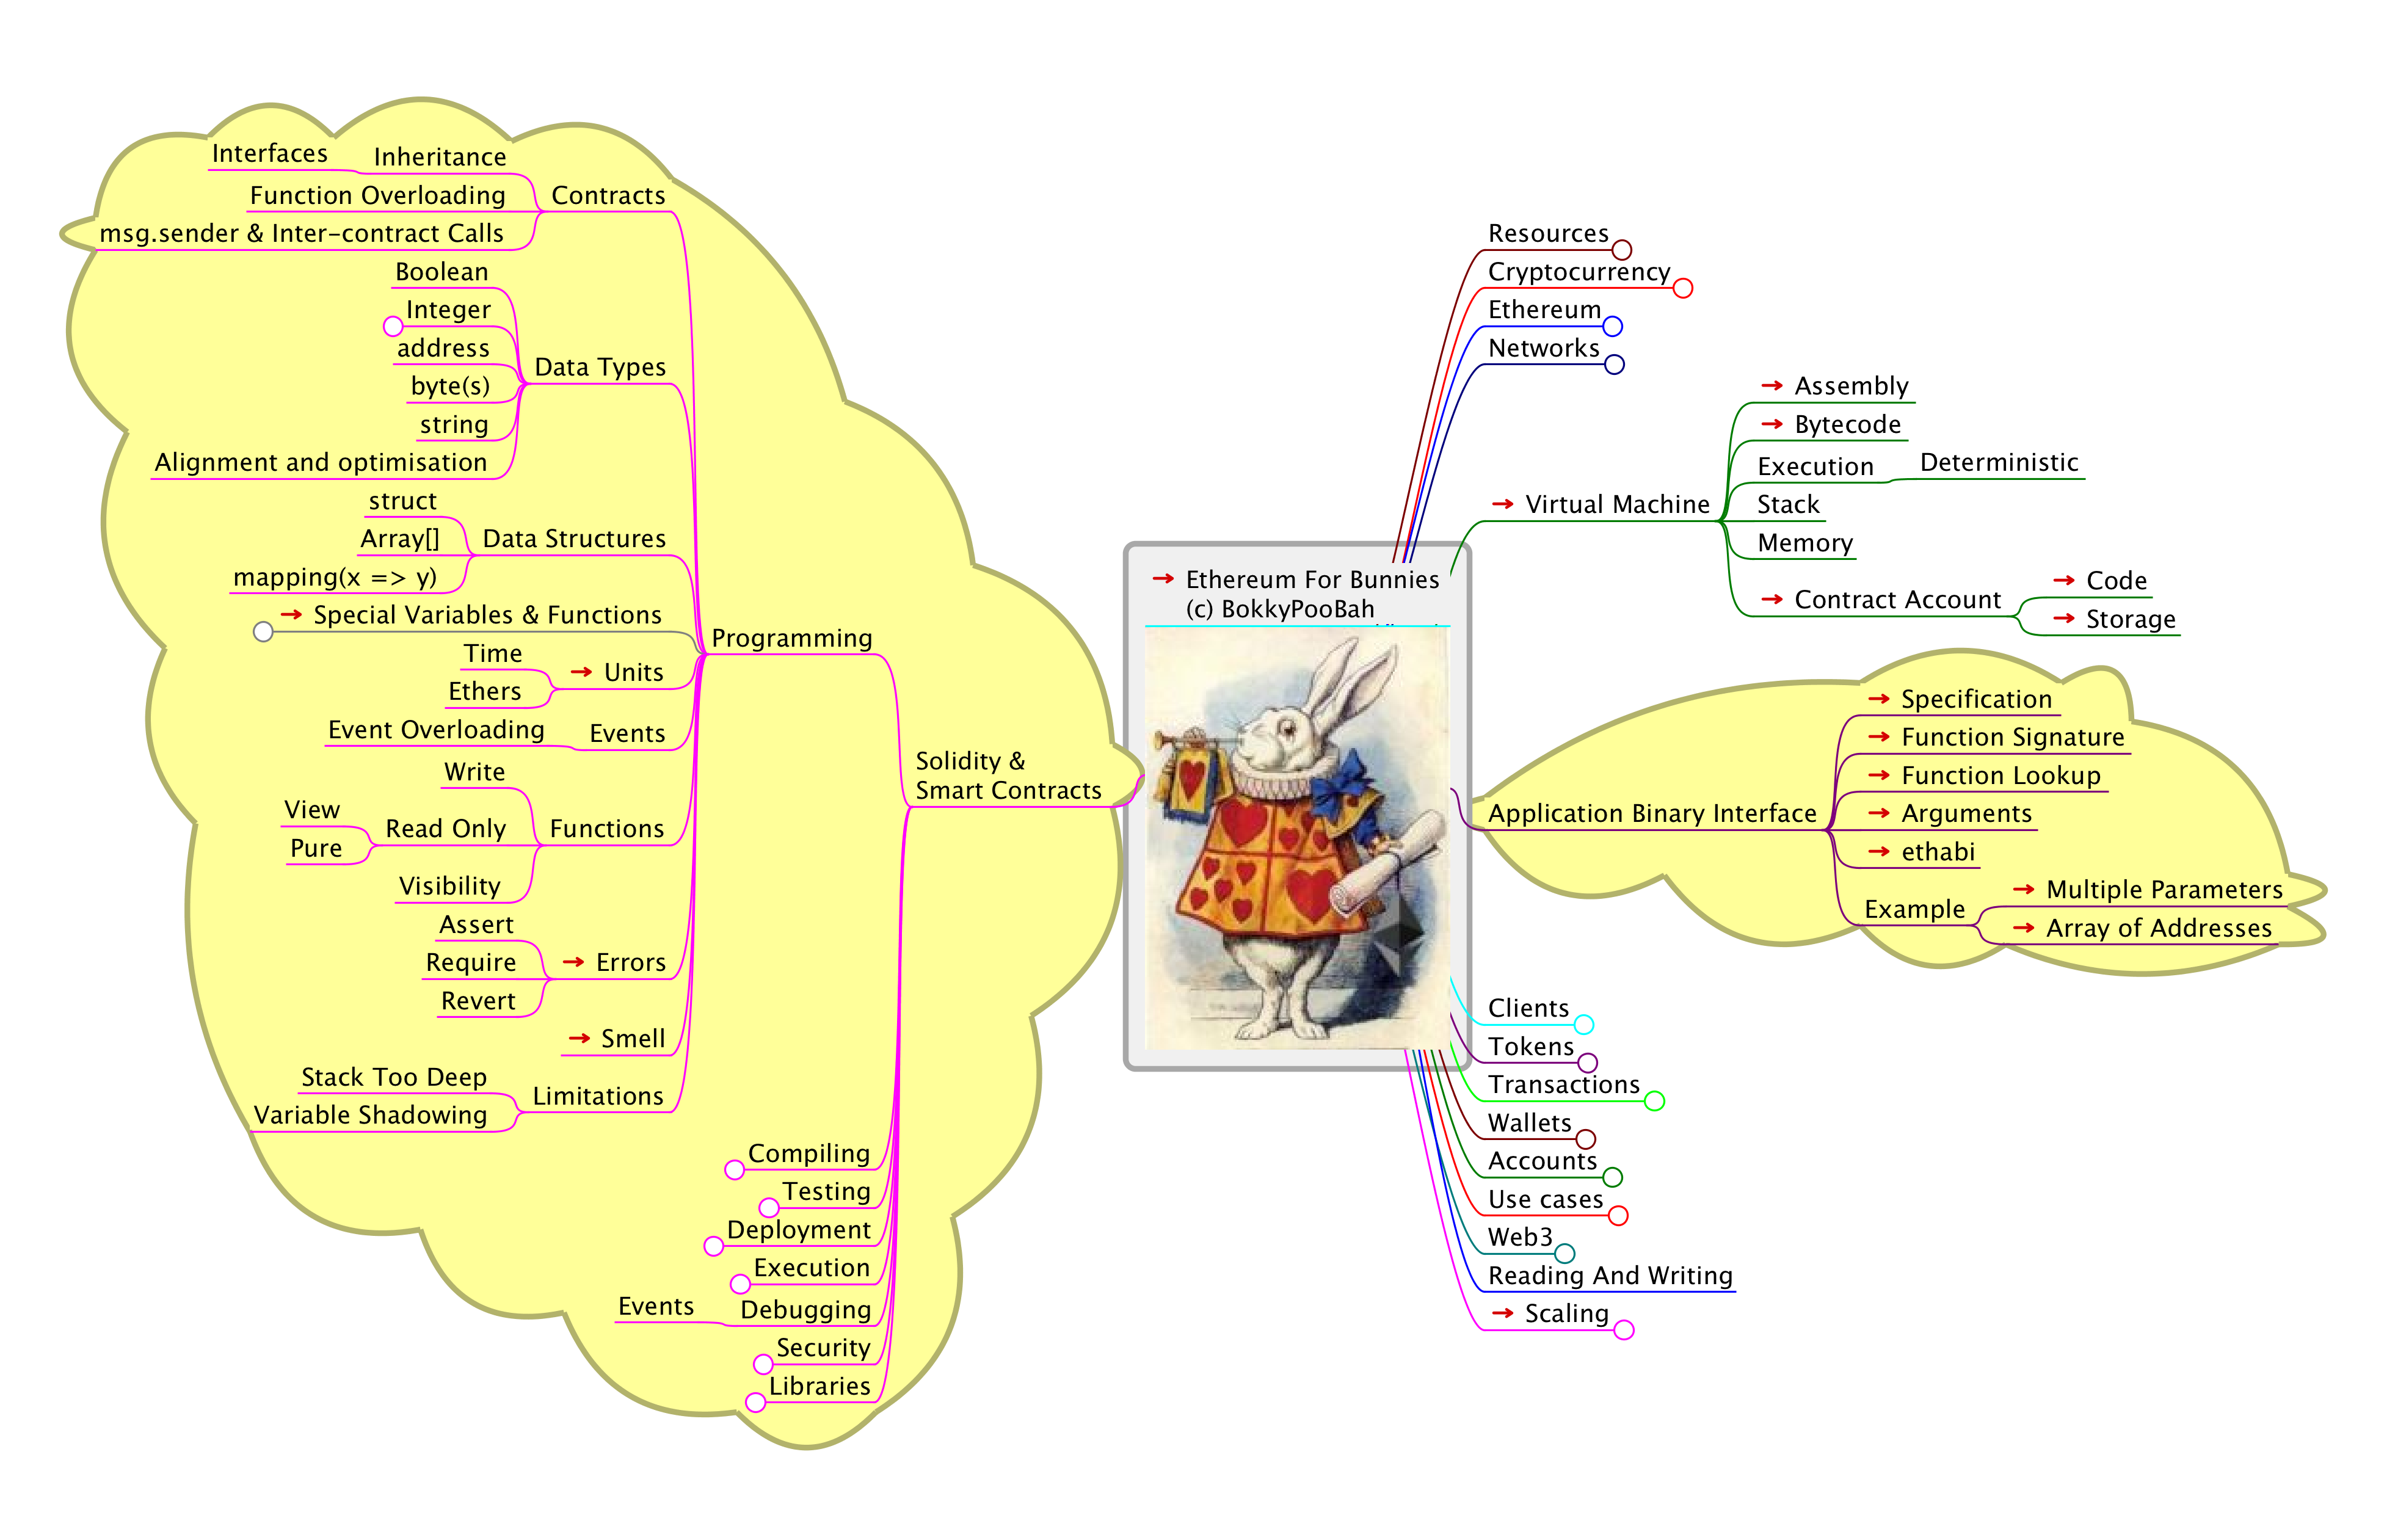 → Ethereum For Bunnies
(c) BokkyPooBah
Solidity &
Smart Contracts
Programming
Contracts
Inheritance
Interfaces
Function Overloading
msg.sender & Inter-contract Calls
Data Types
Boolean
Integer
address
byte(s)
string
Alignment and optimisation
Data Structures
struct
Array[]
mapping(x => y)
→ Special Variables & Functions
→ Units
Time
Ethers
Events
Event Overloading
Functions
Write
Read Only
View
Pure
Visibility
→ Errors
Assert
Require
Revert
→ Smell
Limitations
Stack Too Deep
Variable Shadowing
Compiling
Testing
Deployment
Execution
Debugging
Events
Security
Libraries
Resources
Cryptocurrency
Ethereum
Networks
→ Virtual Machine
→ Assembly
→ Bytecode
Execution
Deterministic
Stack
Memory
→ Contract Account
→ Code
→ Storage
Application Binary Interface
→ Specification
→ Function Signature
→ Function Lookup
→ Arguments
→ ethabi
Example
→ Multiple Parameters
→ Array of Addresses
Clients
Tokens
Transactions
Wallets
Accounts
Use cases
Web3
Reading And Writing
→ Scaling